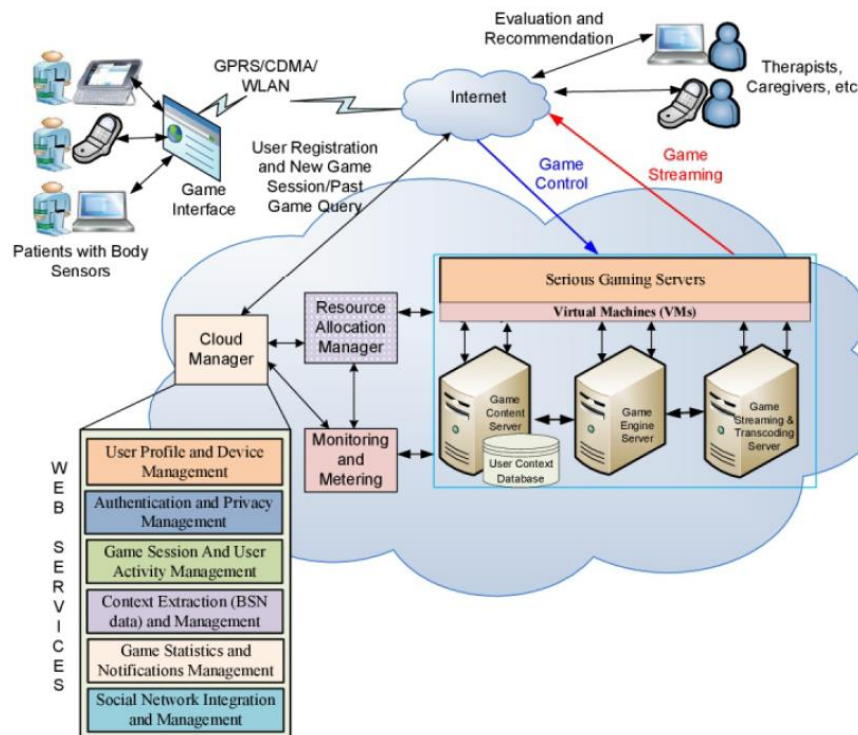 Evaluation and
Recommendation
GPRS/CDMA/
WLAN
Internet
Therapists,
Caregivers, etc
Game
Interface
User Registration
and New Game
Session/Past
Game Query
Game
Control
Game
Streaming
Patients with Body
Sensors
Serious Gaming Servers
Virtual Machines (VMs)
Cloud
Manager
Resource
Allocation
Manager
Game
Content
Server
Game
Engine
Server
Game
Streaming &
Transcoding
Server
User Context
Database
Monitoring
and
Metering
WEB SERVICES
User Profile and Device
Management
Authentication and Privacy
Management
Game Session And User
Activity Management
Context Extraction (BSN
data) and Management
Game Statistics and
Notifications Management
Social Network Integration
and Management